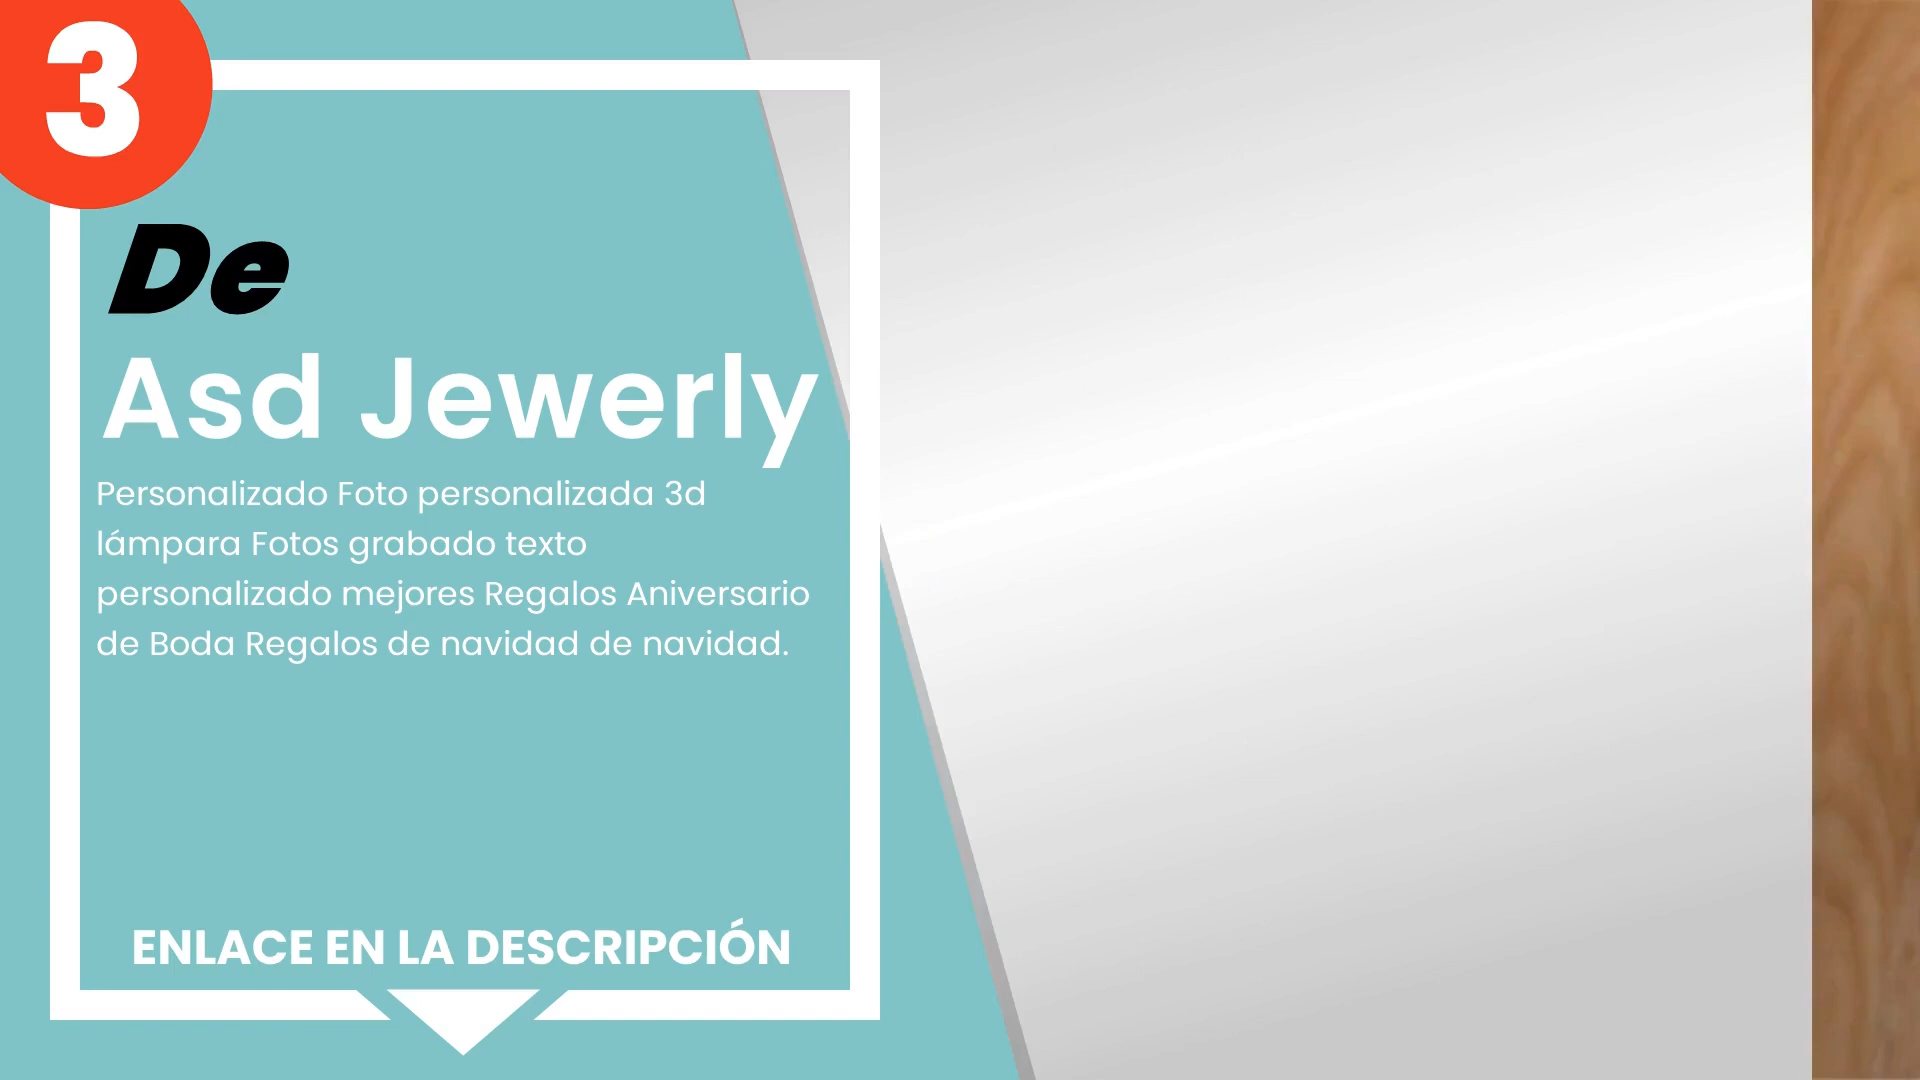 3
De
Asd Jewerly
Personalizado Foto personalizada 3d
lámpara Fotos grabado texto
personalizado mejores Regalos Aniversario
de Boda Regalos de navidad de navidad.
ENLACE EN LA DESCRIPCIÓN